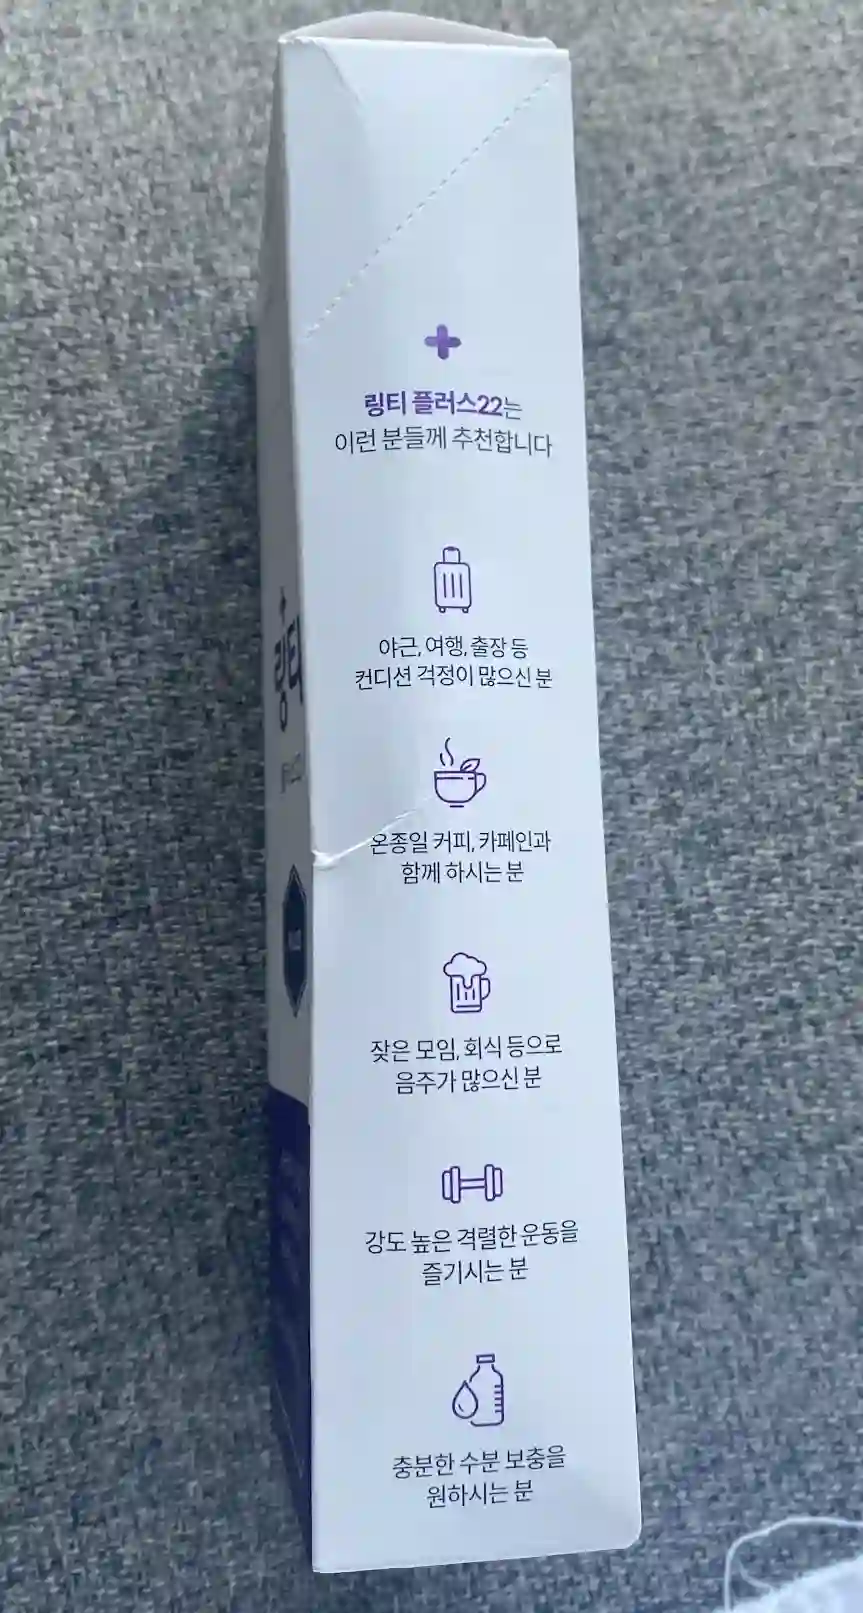 링티 플러스22는
이런 분들께 추천합니다
야근, 여행, 출장 등
컨디션 걱정이 많으신 분
온종일 커피, 카페인과
함께 하시는 분
잦은 모임, 회식 등으로
음주가 많으신 분
강도 높은 격렬한 운동을
즐기시는 분
충분한 수분 보충을
원하시는 분
링티